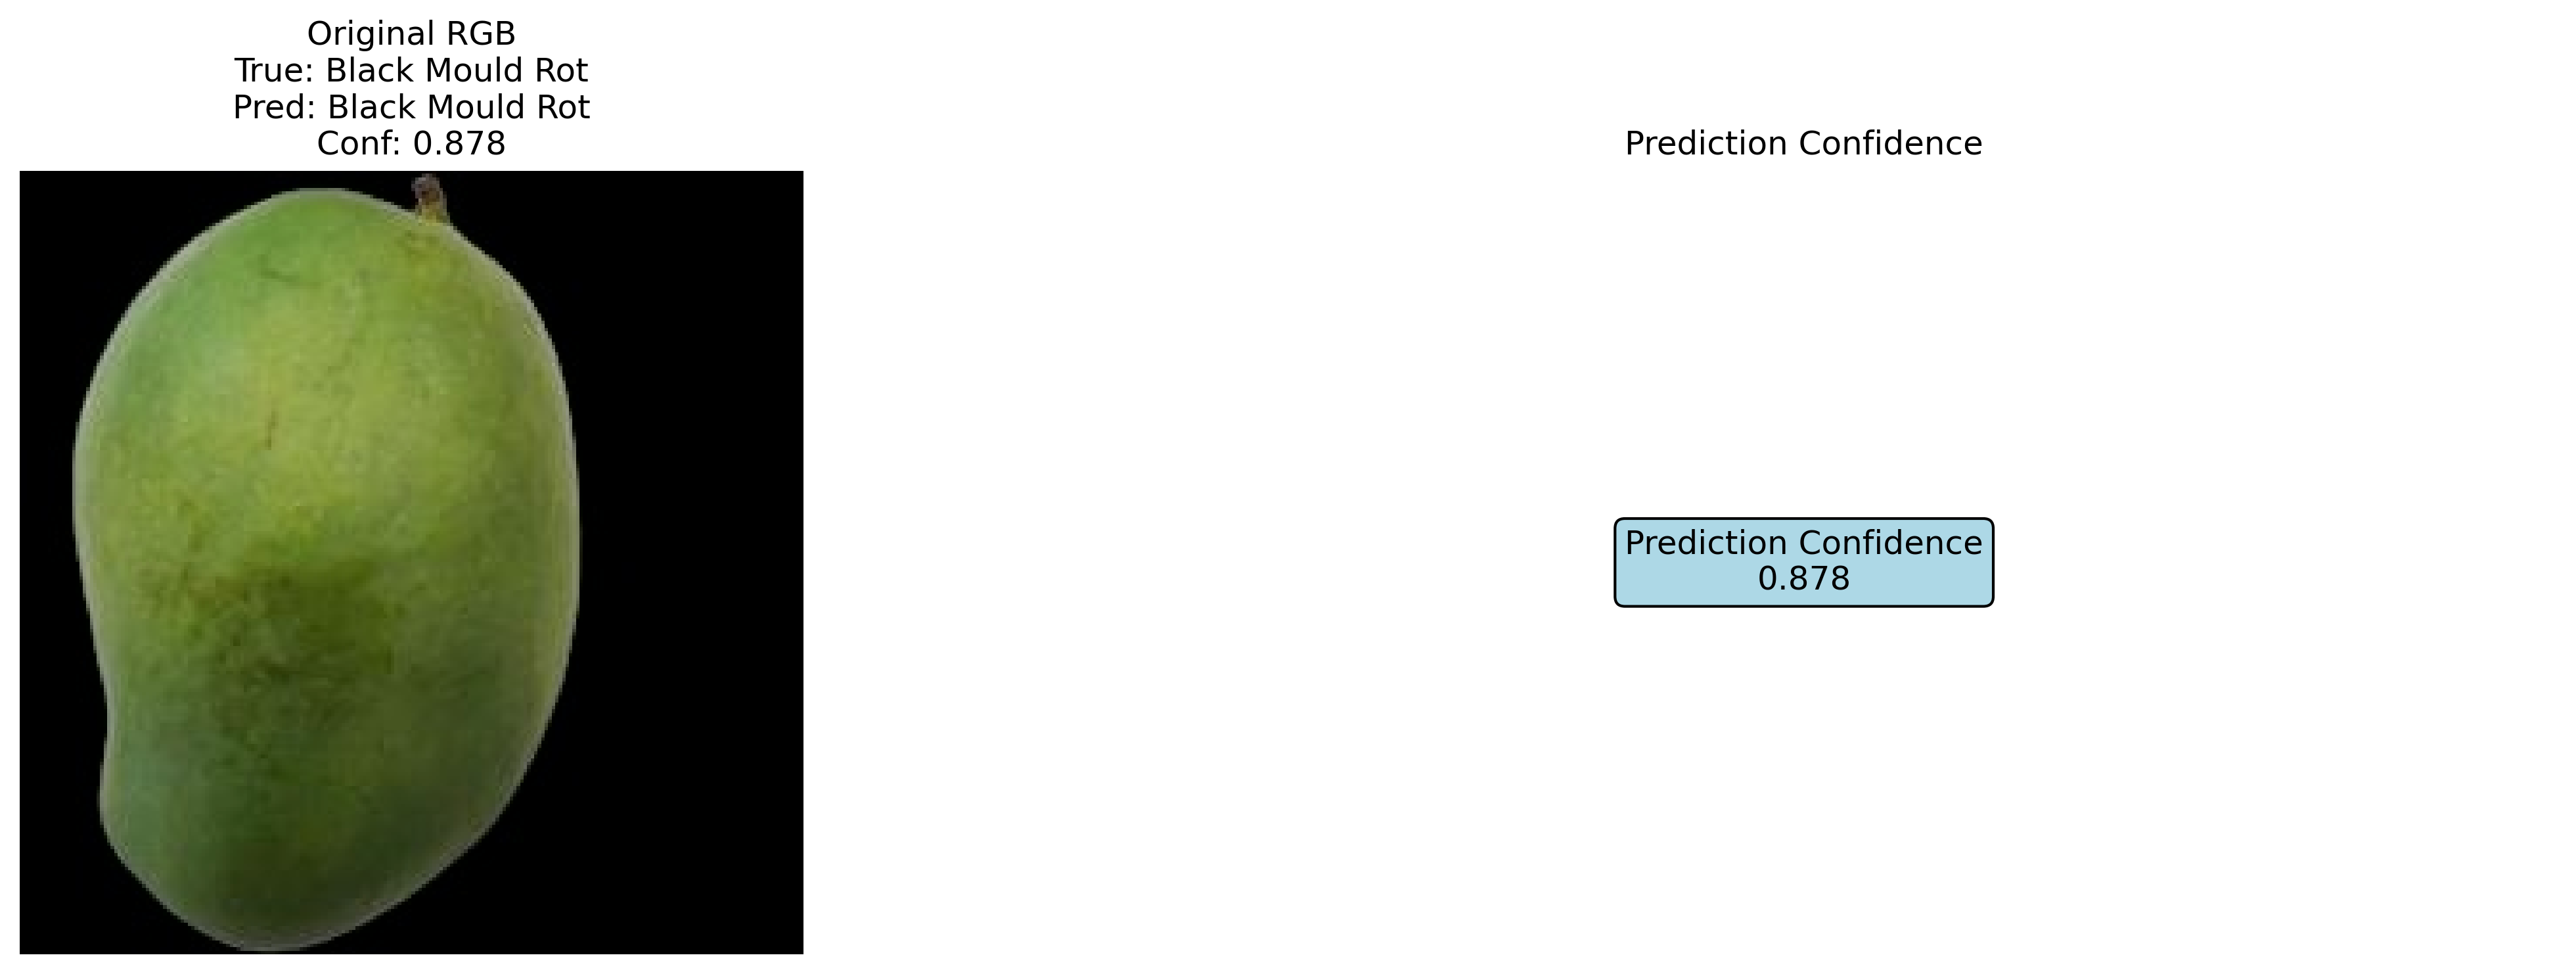 Original RGB
True: Black Mould Rot
Pred: Black Mould Rot
Conf: 0.878
Prediction Confidence
Prediction Confidence
0.878